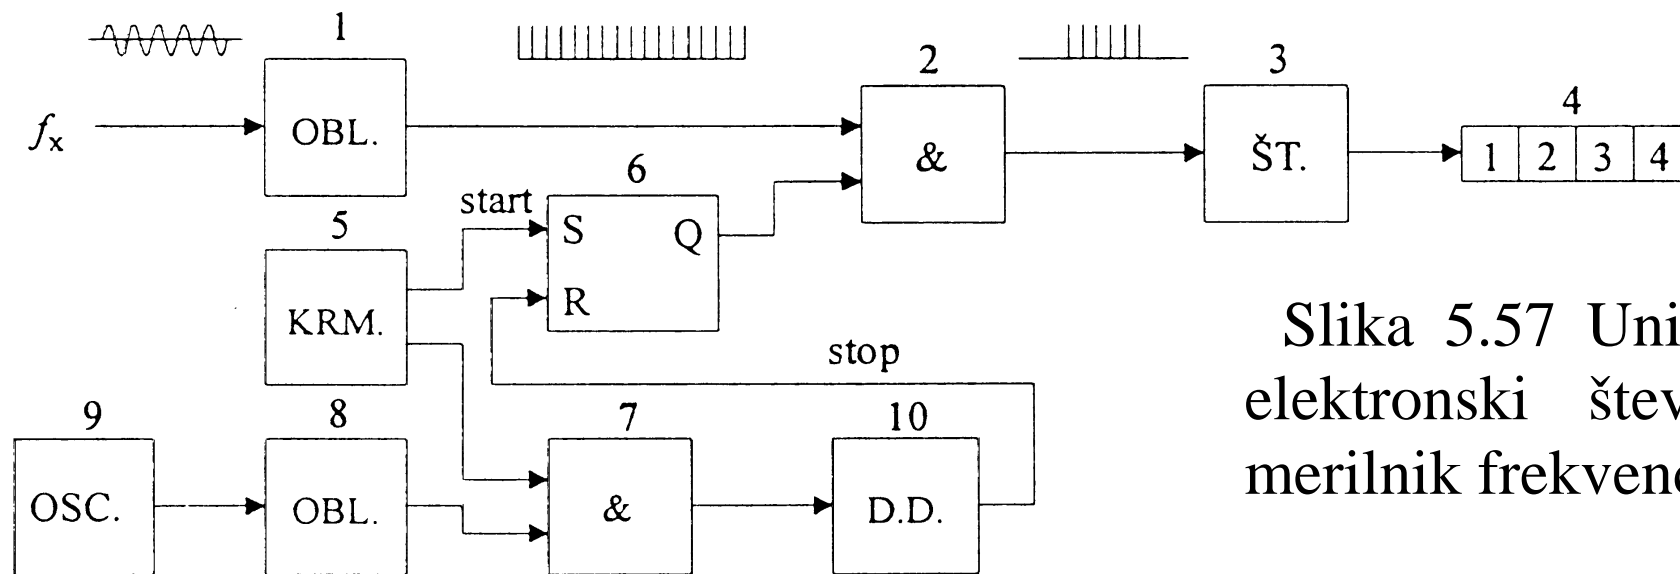 1
2
3
4
fx
OBL.
&
ŠT.
1 2 3 4
6
start
5
S
Q
R
KRM.
stop
9
8
7
10
OSC.
OBL.
&
D.D.
Slika 5.57 Uni
elektronski štev
merilnik frekvenc